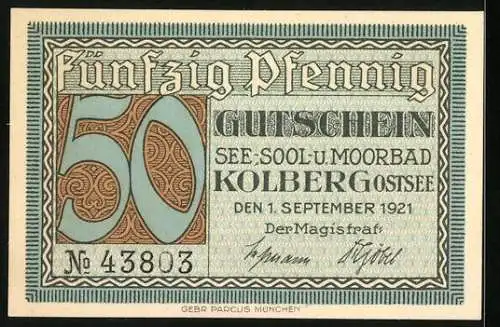 Fünfzig Pfennig
50
GUTSCHEIN
SEE-SOOL-U. MOORBAD
KOLBERG OSTSEE
DEN 1. SEPTEMBER 1921
Der Magistrat:
№ 43803
GEBR PARCUS MÜNCHEN